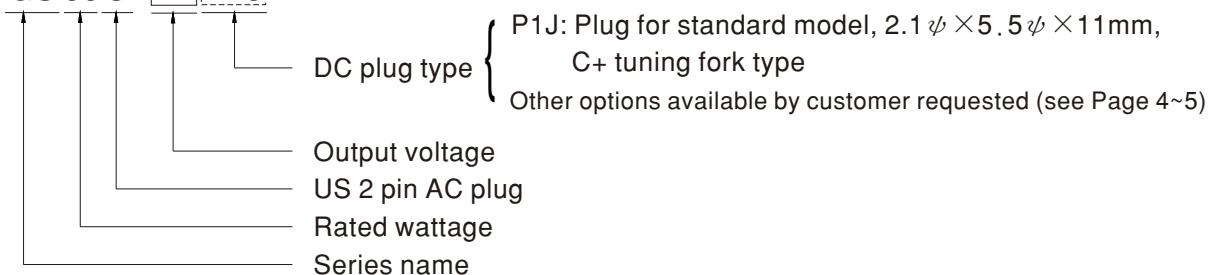 P1J: Plug for standard model, 2.1ψ×5.5ψ×11mm,
DC plug type
C+ tuning fork type
Other options available by customer requested (see Page 4~5)
Output voltage
US 2 pin AC plug
Rated wattage
Series name